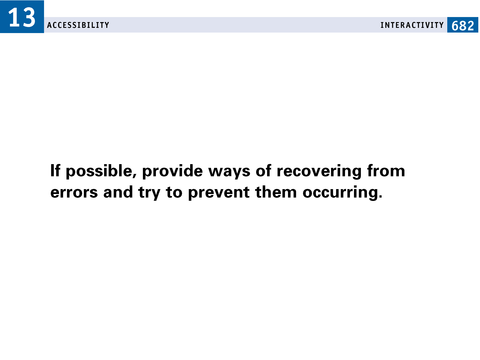 13
ACCESSIBILITY
INTERACTIVITY
682
If possible, provide ways of recovering from
errors and try to prevent them occurring.